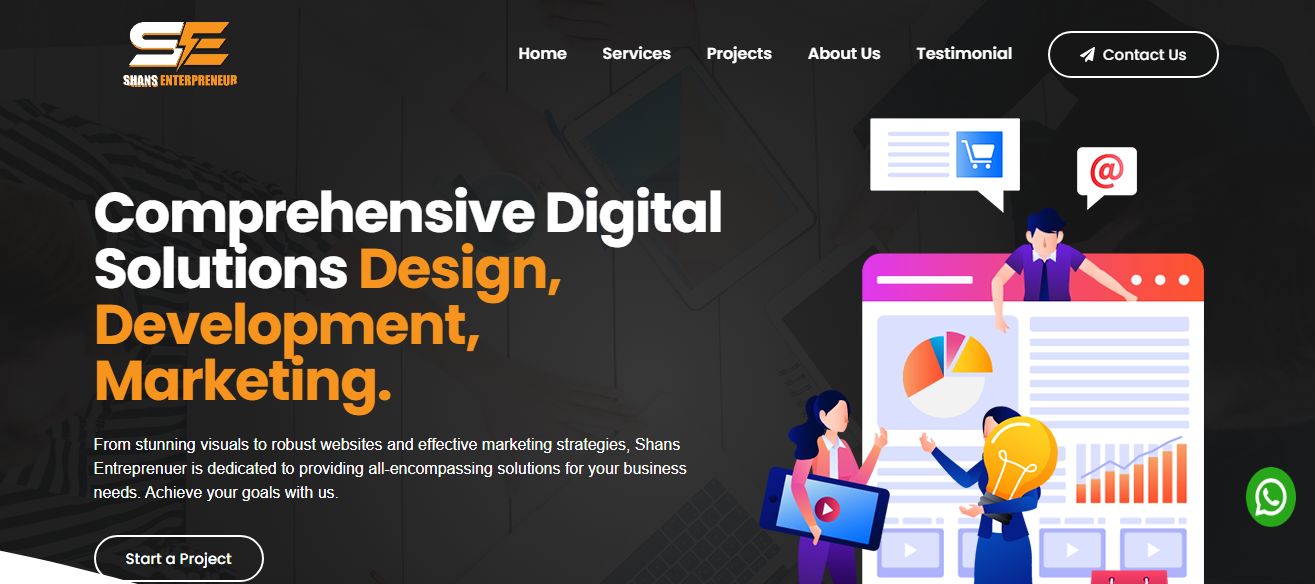 SE
SHANS ENTERPRENEUR
Home Services Projects About Us Testimonial Contact Us
@
Comprehensive Digital
Solutions Design,
Development,
Marketing.
From stunning visuals to robust websites and effective marketing strategies, Shans
Entreprenuer is dedicated to providing all-encompassing solutions for your business
needs. Achieve your goals with us.
Start a Project